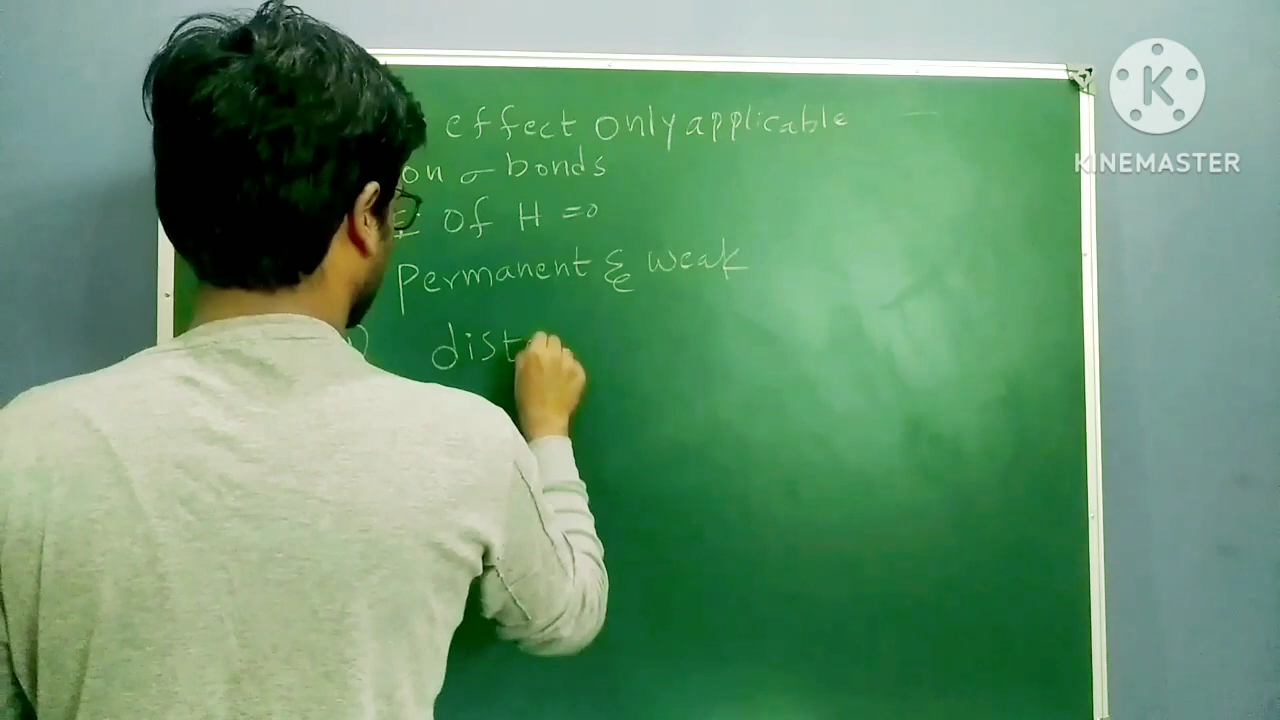 effect only applicable
on σ bonds
I of H = 0
Permanent & weak
dist
K
KINEMASTER